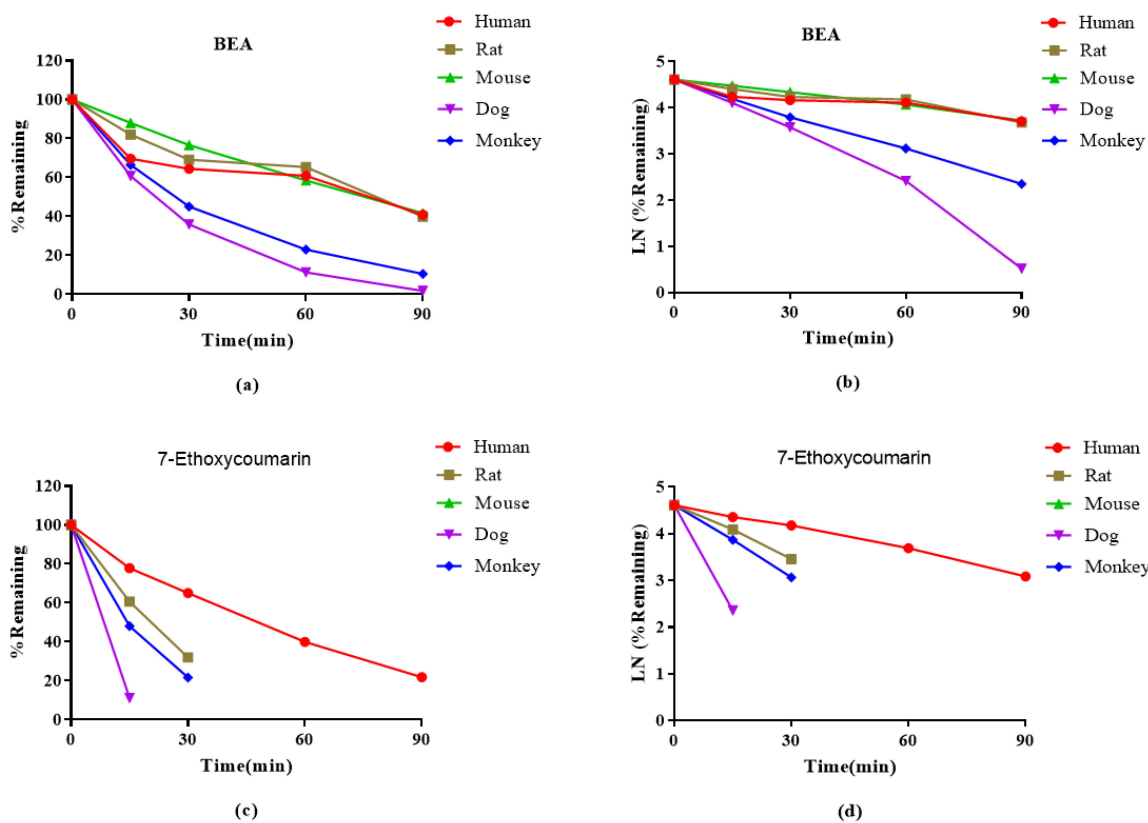 BEA
Human
Rat
Mouse
Dog
Monkey
%Remaining
120
100
80
60
40
20
0
0 30 60 90
Time(min)
(a)
BEA
Human
Rat
Mouse
Dog
Monkey
LN (%Remaining)
5
4
3
2
1
0
0 30 60 90
Time(min)
(b)
7-Ethoxycoumarin
Human
Rat
Mouse
Dog
Monkey
%Remaining
120
100
80
60
40
20
0
0 30 60 90
Time(min)
(c)
7-Ethoxycoumarin
Human
Rat
Mouse
Dog
Monkey
LN (%Remaining)
5
4
3
2
1
0
0 30 60 90
Time(min)
(d)